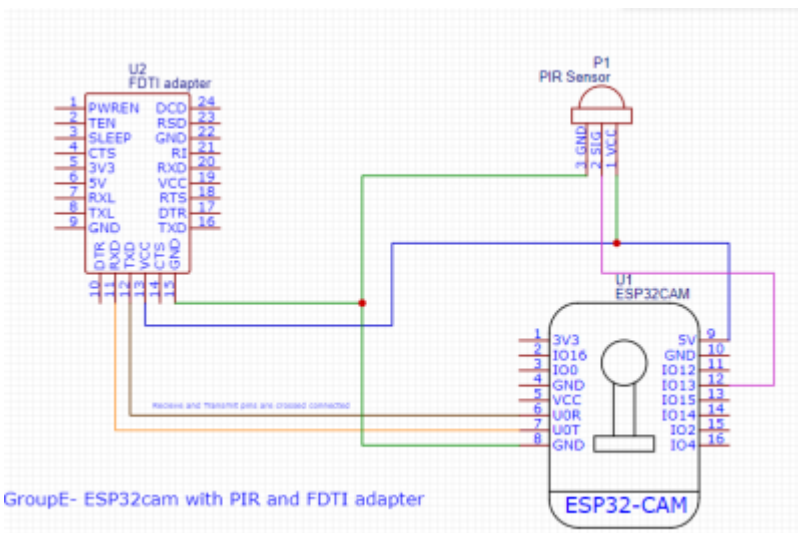 U2
FDTI adapter
1 PWREN DCD 24
2 TEN RSD 23
3 SLEEP GND 22
4 CTS RI 21
5 3V3 RXD 20
6 5V VCC 19
7 RXL RTS 18
8 TXL DTR 17
9 GND TXD 16
DTR RXD TXD VCC CTS GND
10 11 12 13 14 15
P1
PIR Sensor
3 GND
2 SIG
1 VCC
U1
ESP32CAM
1 3V3 5V 9
2 IO16 GND 10
3 IO0 IO12 11
4 GND IO13 12
5 VCC IO15 13
6 U0R IO14 14
7 U0T IO2 15
8 GND IO4 16
ESP32-CAM
Recieve and Transmit pins are crossed connected
GroupE- ESP32cam with PIR and FDTI adapter